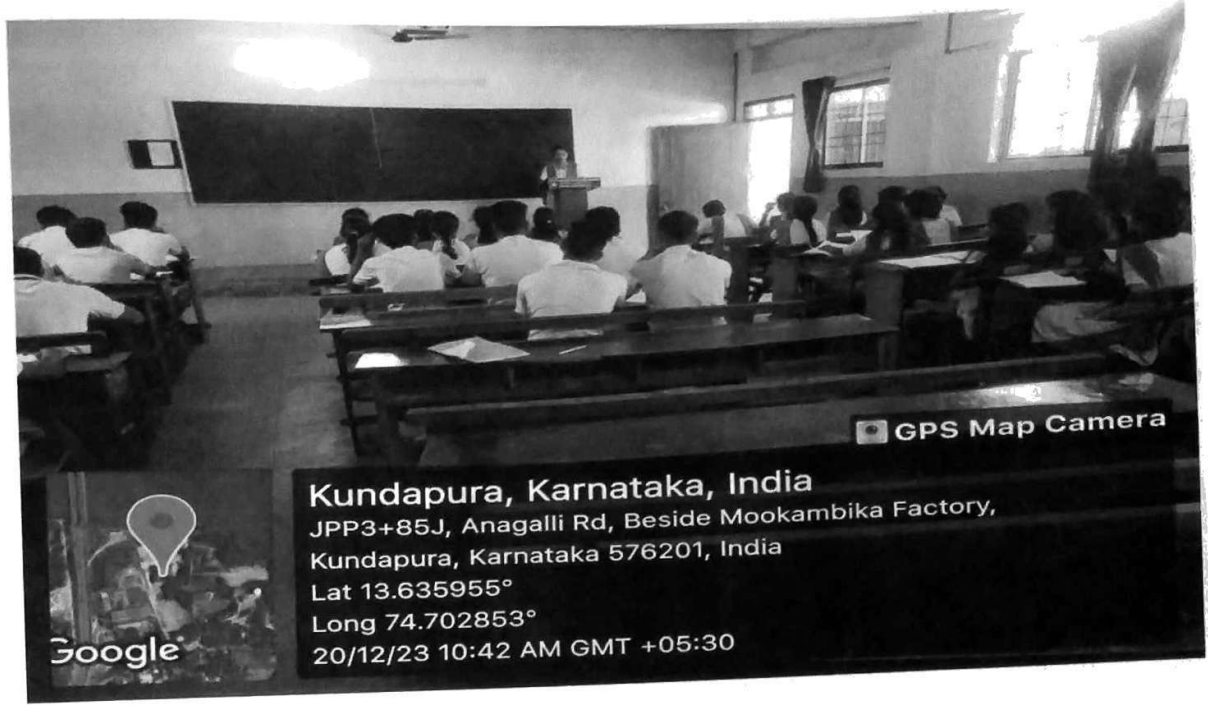 GPS Map Camera
Kundapura, Karnataka, India
JPP3+85J, Anagalli Rd, Beside Mookambika Factory,
Kundapura, Karnataka 576201, India
Lat 13.635955°
Long 74.702853°
20/12/23 10:42 AM GMT +05:30
Google